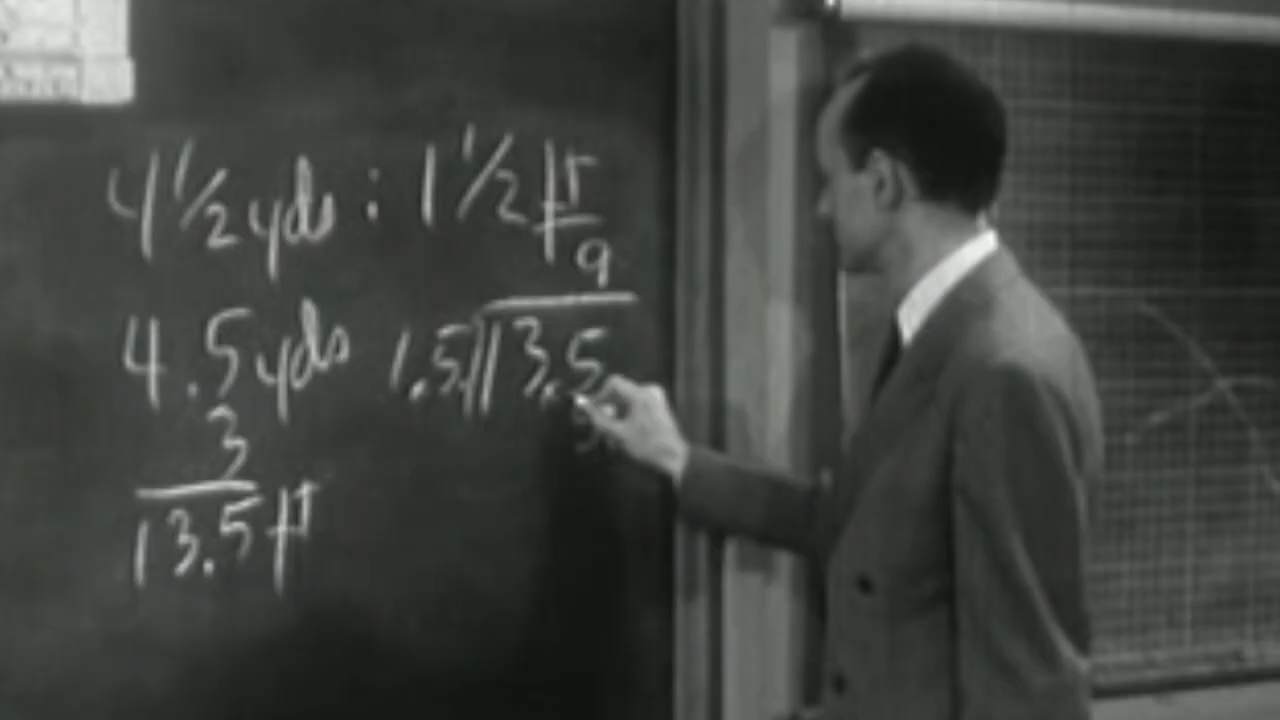 4 1/2 yds : 1 1/2 ft
9
4.5 yds 1.5 13.5
3
5
13.5 ft